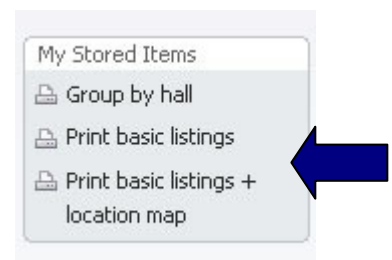 My Stored Items
Group by hall
Print basic listings
Print basic listings +
location map